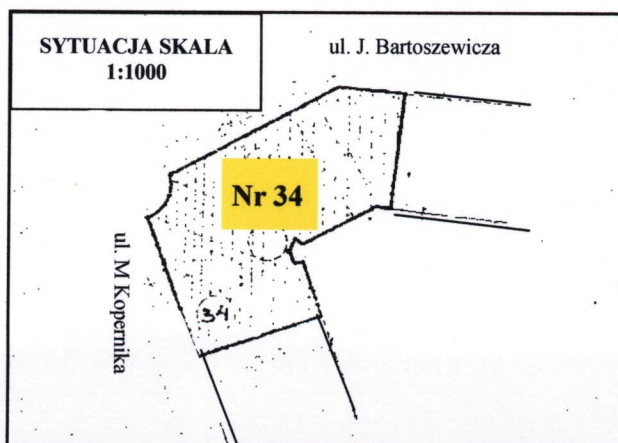 SYTUACJA SKALA
1:1000
ul. J. Bartoszewicza
Nr 34
ul. M Kopernika
34